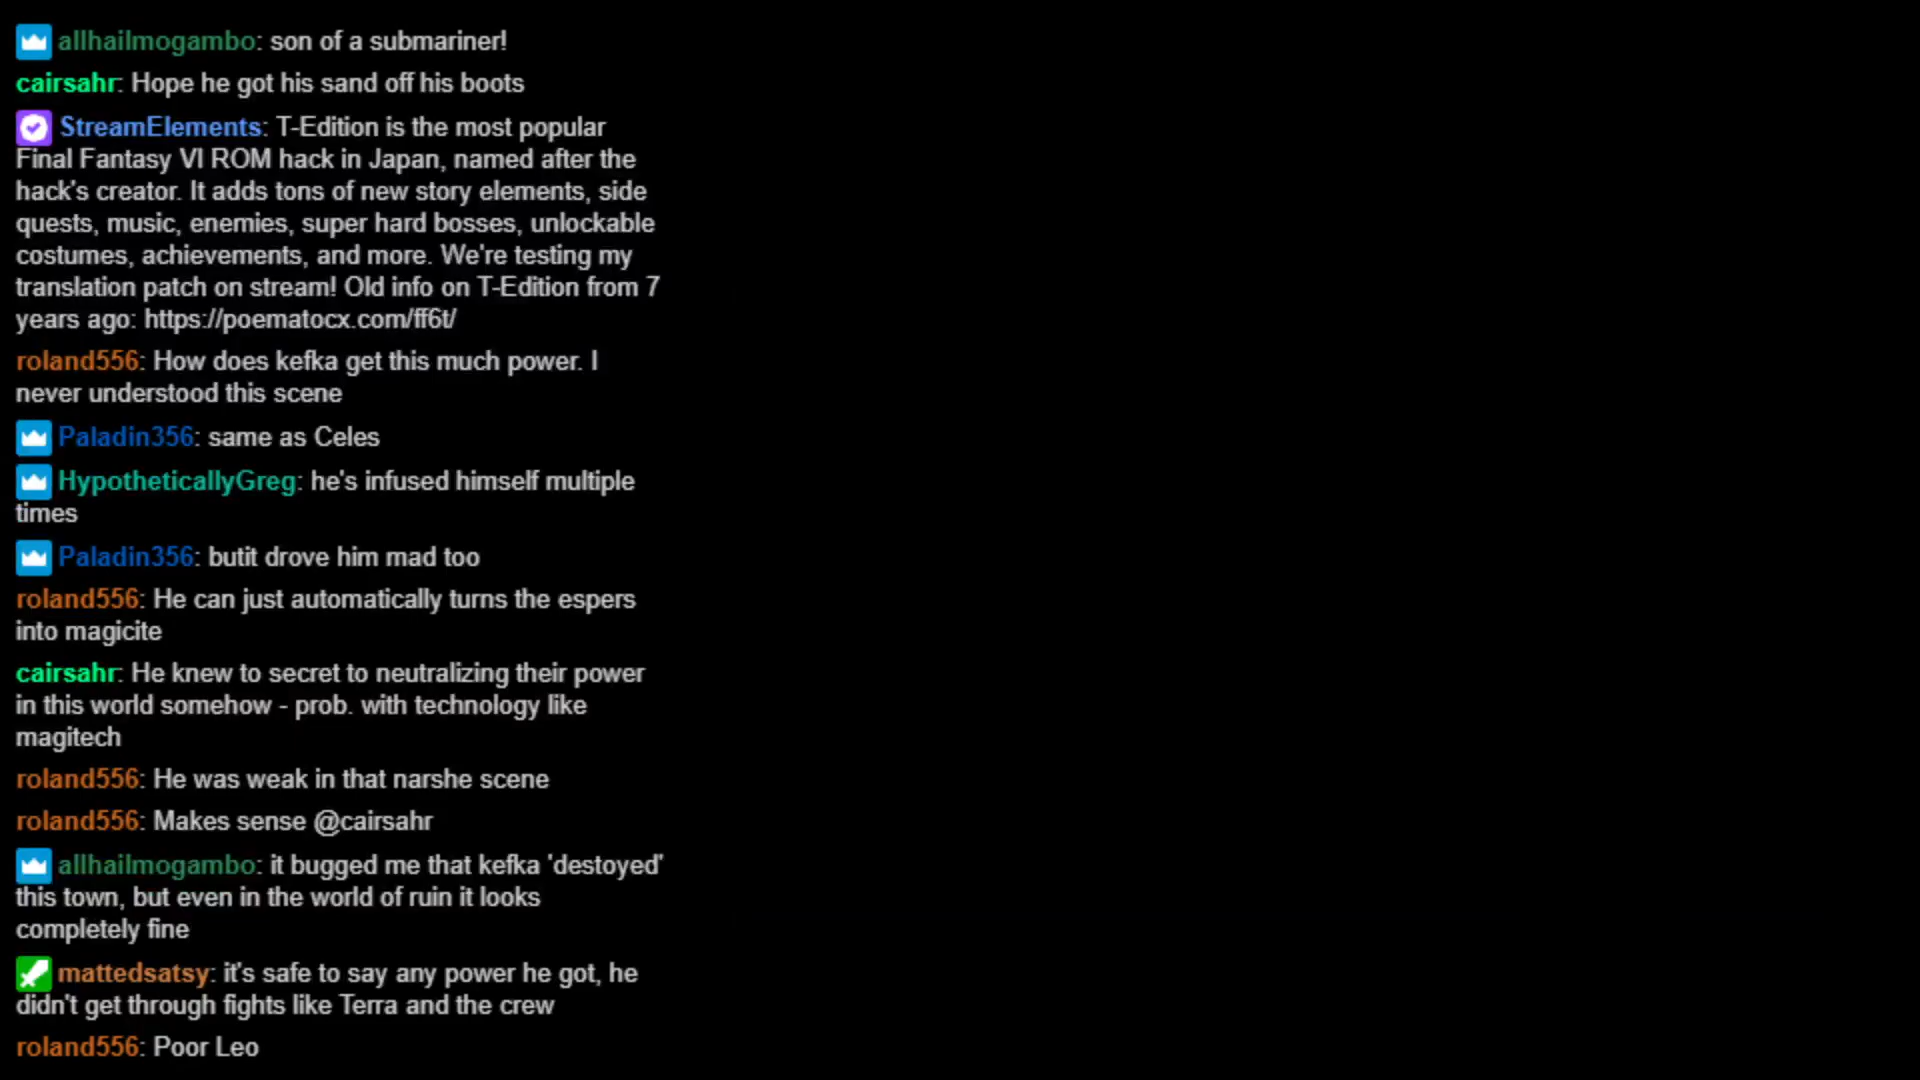 allhailmogambo: son of a submariner!
cairsahr: Hope he got his sand off his boots
StreamElements: T-Edition is the most popular
Final Fantasy VI ROM hack in Japan, named after the
hack's creator. It adds tons of new story elements, side
quests, music, enemies, super hard bosses, unlockable
costumes, achievements, and more. We're testing my
translation patch on stream! Old info on T-Edition from 7
years ago: https://poematocx.com/ff6t/
roland556: How does kefka get this much power. I
never understood this scene
Paladin356: same as Celes
HypotheticallyGreg: he's infused himself multiple
times
Paladin356: butit drove him mad too
roland556: He can just automatically turns the espers
into magicite
cairsahr: He knew to secret to neutralizing their power
in this world somehow - prob. with technology like
magitech
roland556: He was weak in that narshe scene
roland556: Makes sense @cairsahr
allhailmogambo: it bugged me that kefka 'destoyed'
this town, but even in the world of ruin it looks
completely fine
mattedsatsy: it's safe to say any power he got, he
didn't get through fights like Terra and the crew
roland556: Poor Leo